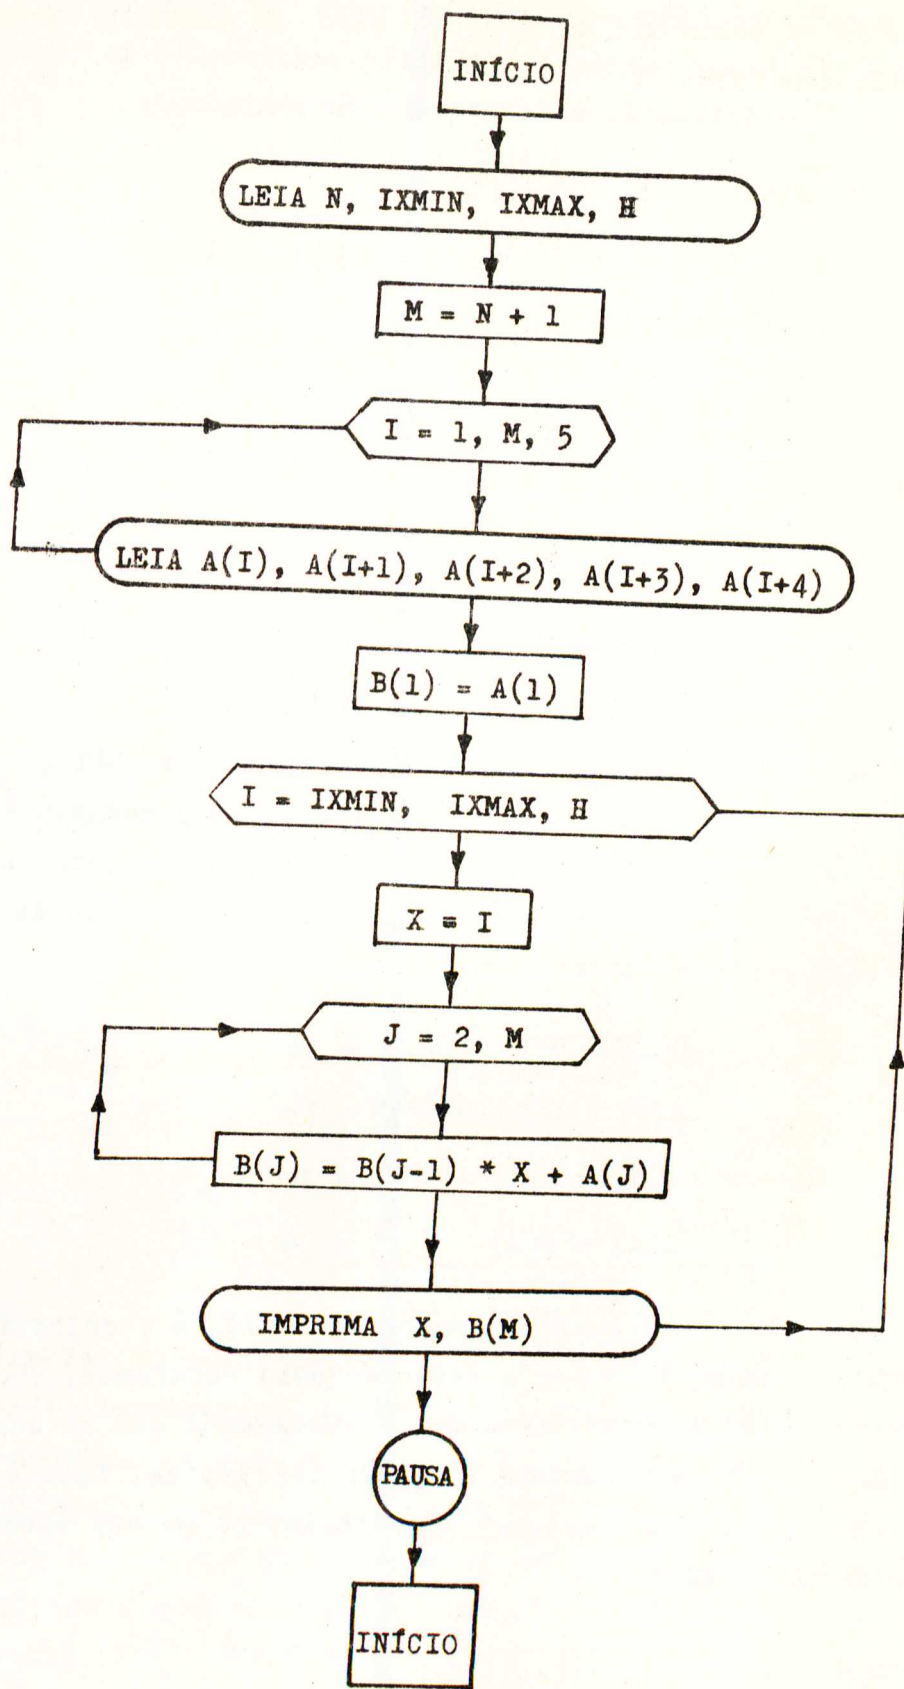 INÍCIO
LEIA N, IXMIN, IXMAX, H
M = N + 1
I = 1, M, 5
LEIA A(I), A(I+1), A(I+2), A(I+3), A(I+4)
B(1) = A(1)
I = IXMIN, IXMAX, H
X = I
J = 2, M
B(J) = B(J-1) * X + A(J)
IMPRIMA X, B(M)
PAUSA
INÍCIO